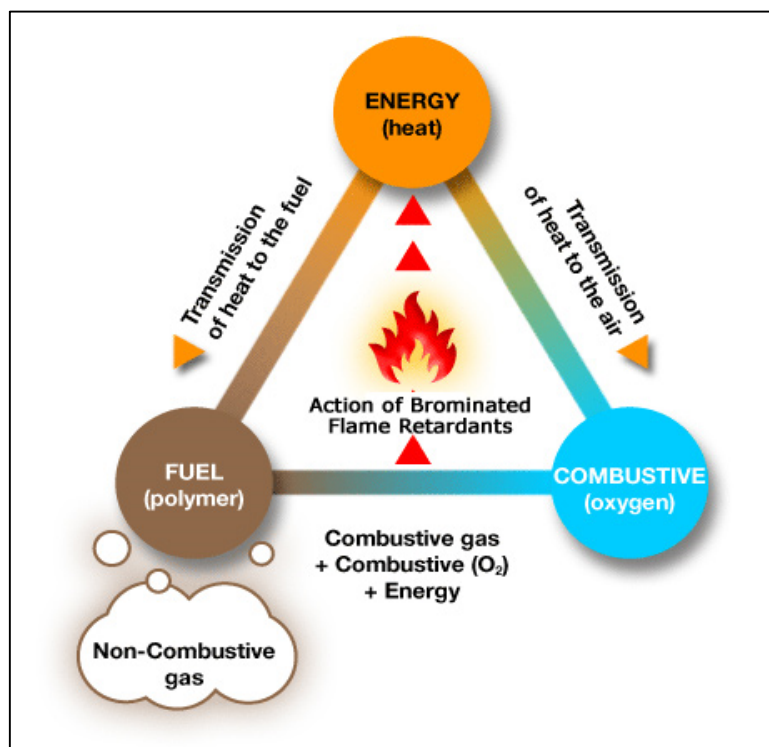 ENERGY
(heat)
Transmission
of heat to the fuel
Transmission
of heat to the air
Action of Brominated
Flame Retardants
FUEL
(polymer)
COMBUSTIVE
(oxygen)
Combustive gas
+ Combustive (O₂)
+ Energy
Non-Combustive
gas